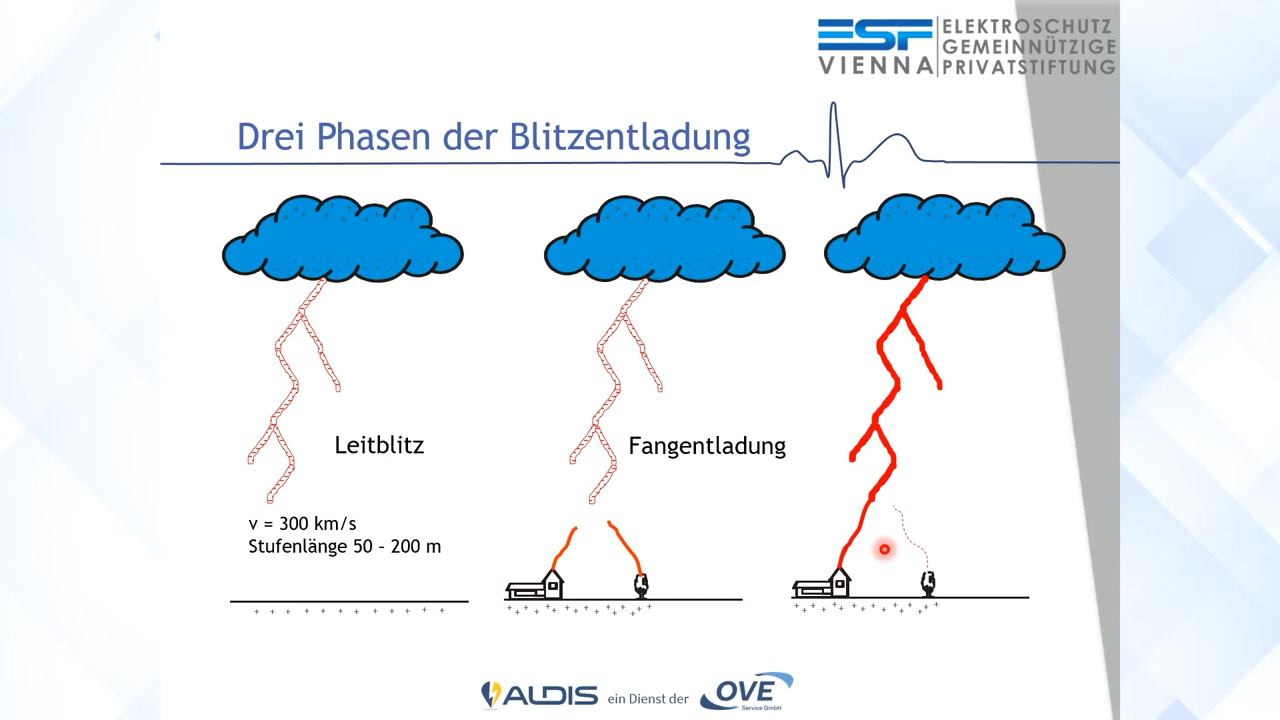 ESF
VIENNA
ELEKTROSCHUTZ
GEMEINNÜTZIGE
PRIVATSTIFTUNG
Drei Phasen der Blitzentladung
Leitblitz
Fangentladung
v = 300 km/s
Stufenlänge 50 – 200 m
ALDIS
ein Dienst der
OVE
Service GmbH